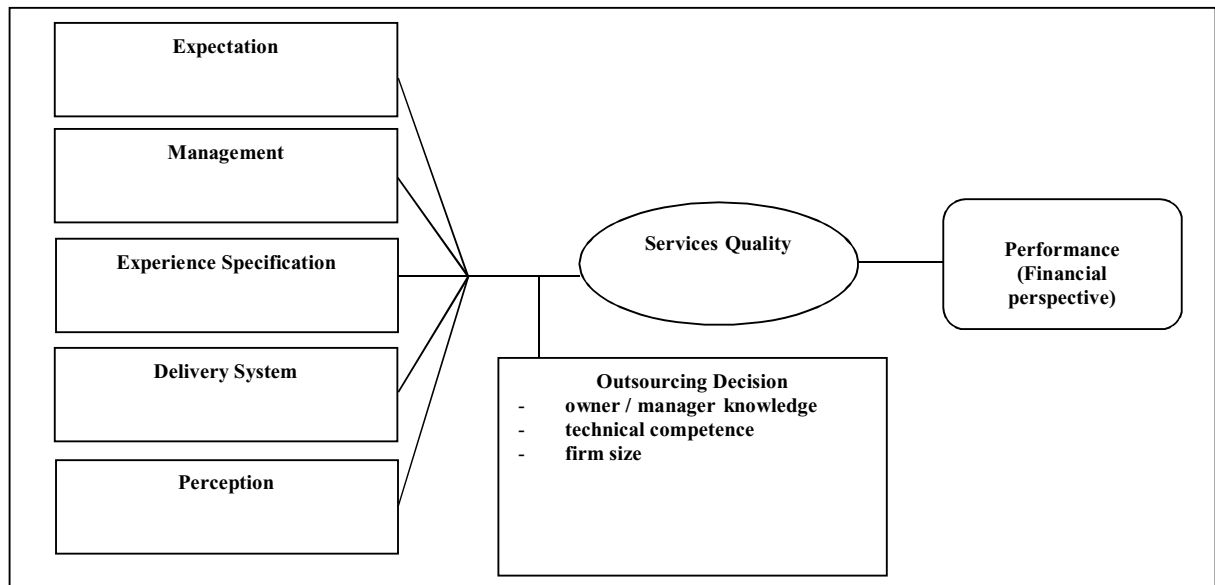 Expectation
Management
Experience Specification
Delivery System
Perception
Services Quality
Outsourcing Decision
- owner / manager knowledge
- technical competence
- firm size
Performance
(Financial
perspective)